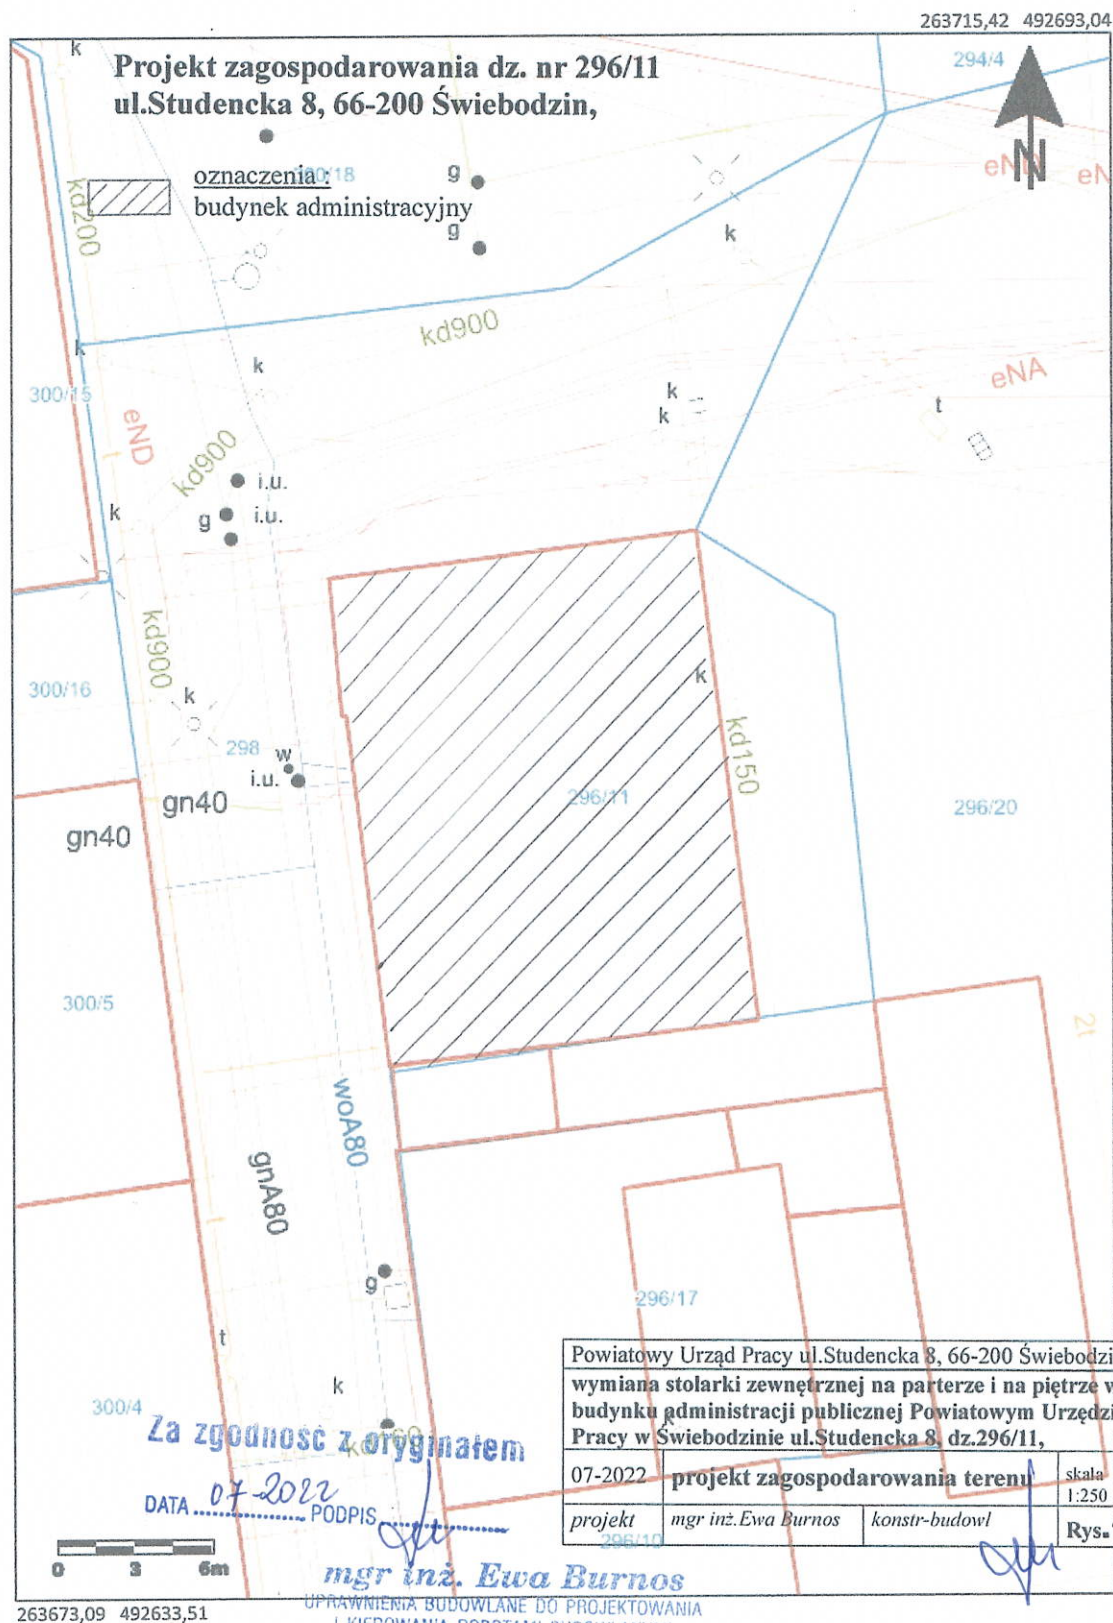 263715,42 492693,04
k
Projekt zagospodarowania dz. nr 296/11
ul.Studencka 8, 66-200 Świebodzin,
294/4
N
eND
oznaczenia :
300/18
g
budynek administracyjny
kd200
g
k
kd900
k
k
300/15
eND
k
k
eNA
t
kd900
i.u.
k
g
i.u.
kd900
300/16
k
k
298
w
i.u.
kd150
gn40
gn40
296/11
296/20
300/5
2t
woA80
gnA80
g
296/17
t
k
300/4
Powiatowy Urząd Pracy ul.Studencka 8, 66-200 Świebodzi
wymiana stolarki zewnętrznej na parterze i na piętrze w
budynku administracji publicznej Powiatowym Urzędzi
Pracy w Świebodzinie ul.Studencka 8, dz.296/11,
07-2022 projekt zagospodarowania terenu skala 1:250
projekt mgr inż.Ewa Burnos konstr-budowl Rys.
296/10
Za zgodność z oryginałem
DATA 07-2022 PODPIS
0 3 6m
mgr inż. Ewa Burnos
UPRAWNIENIA BUDOWLANE DO PROJEKTOWANIA
263673,09 492633,51